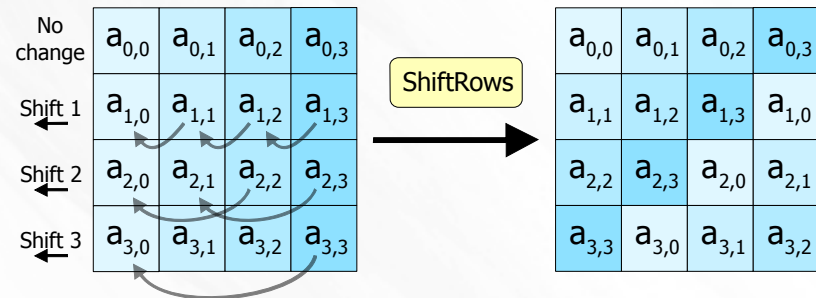 No
change
a0,0 a0,1 a0,2 a0,3
Shift 1
a1,0 a1,1 a1,2 a1,3
Shift 2
a2,0 a2,1 a2,2 a2,3
Shift 3
a3,0 a3,1 a3,2 a3,3
ShiftRows
a0,0 a0,1 a0,2 a0,3
a1,1 a1,2 a1,3 a1,0
a2,2 a2,3 a2,0 a2,1
a3,3 a3,0 a3,1 a3,2